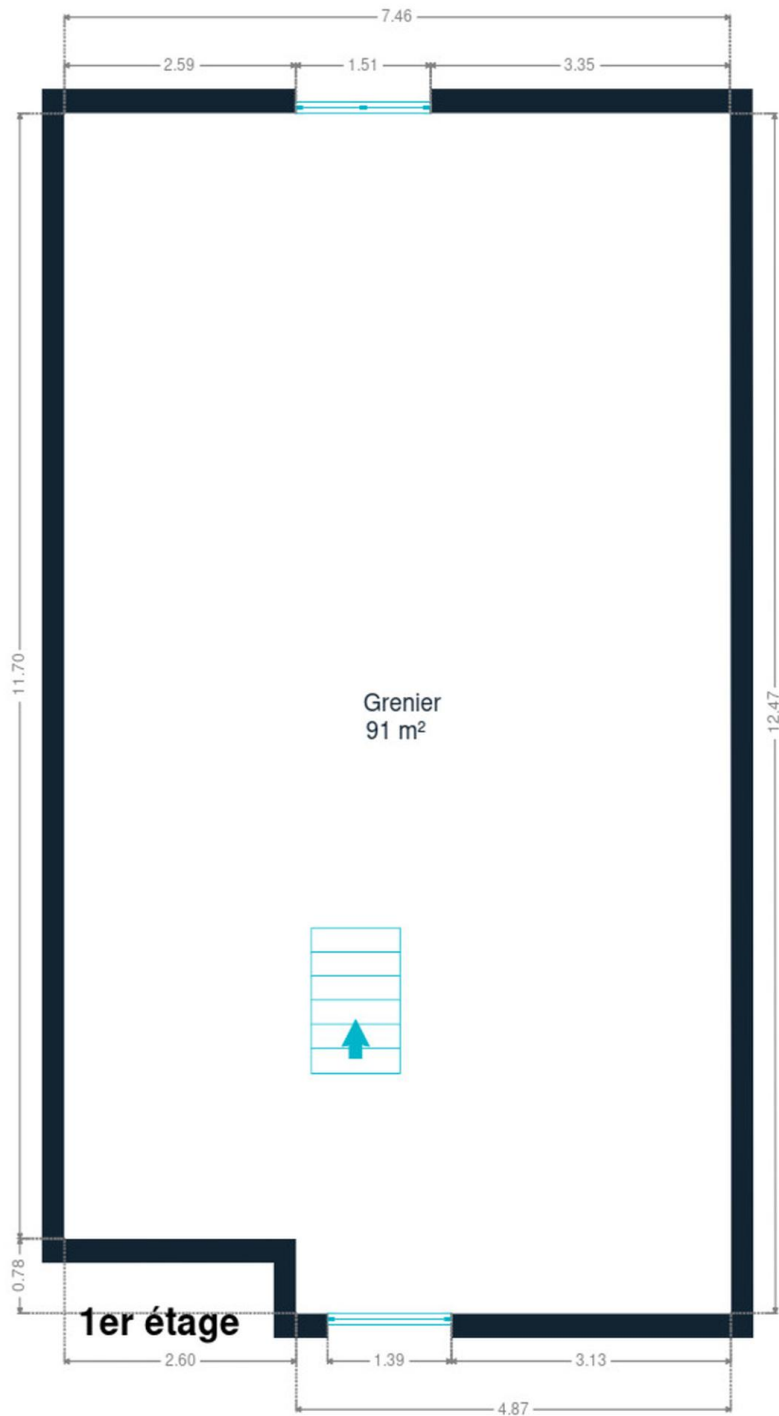 7.46
2.59 1.51 3.35
11.70
12.47
Grenier
91 m²
0.78
1er étage
2.60 1.39 3.13
4.87